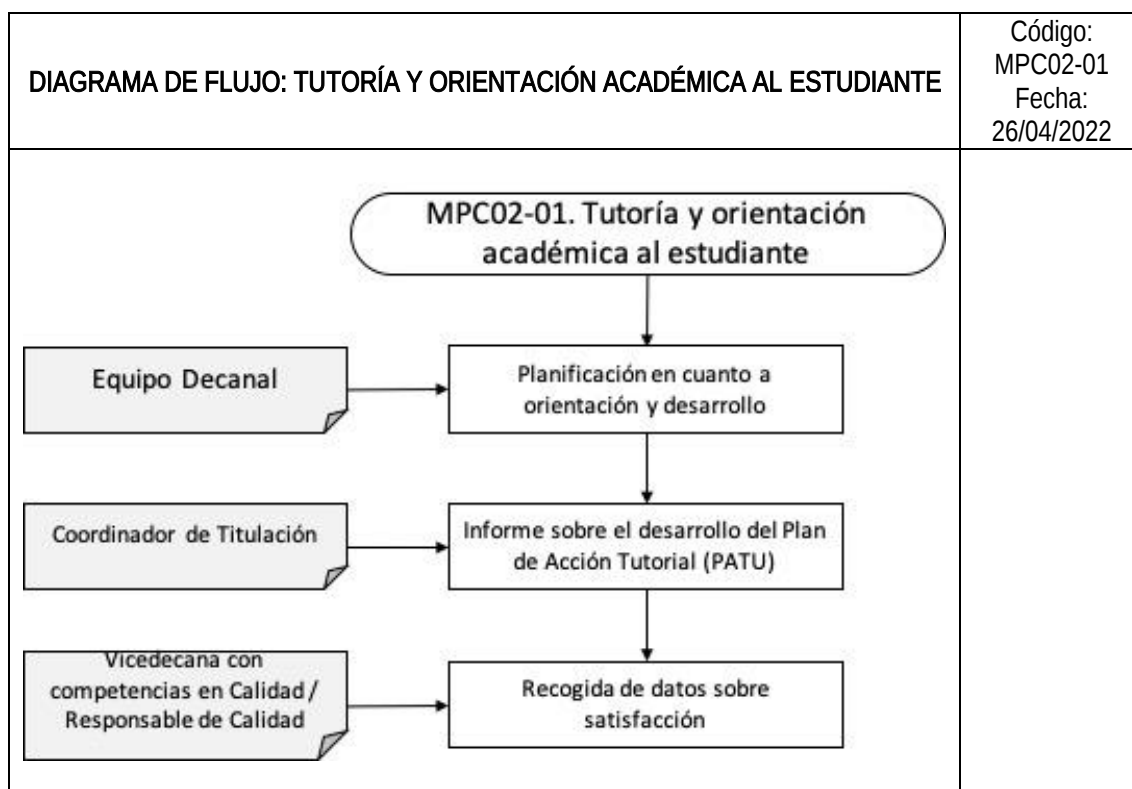 DIAGRAMA DE FLUJO: TUTORÍA Y ORIENTACIÓN ACADÉMICA AL ESTUDIANTE
Código:
MPC02-01
Fecha:
26/04/2022
MPC02-01. Tutoría y orientación
académica al estudiante
Equipo Decanal
Planificación en cuanto a
orientación y desarrollo
Coordinador de Titulación
Informe sobre el desarrollo del Plan
de Acción Tutorial (PATU)
Vicedecana con
competencias en Calidad /
Responsable de Calidad
Recogida de datos sobre
satisfacción